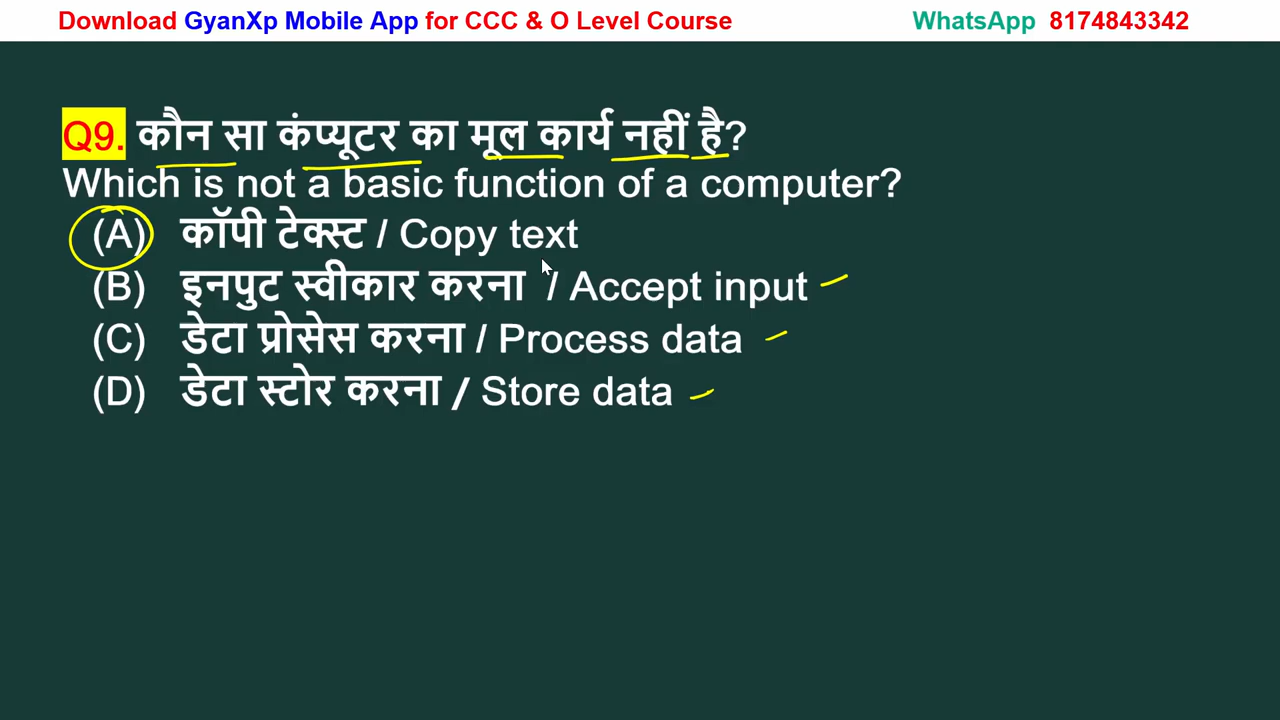 Download GyanXp Mobile App for CCC & O Level Course WhatsApp 8174843342
Q9. कौन सा कंप्यूटर का मूल कार्य नहीं है?
Which is not a basic function of a computer?
(A) कॉपी टेक्स्ट / Copy text
(B) इनपुट स्वीकार करना / Accept input
(C) डेटा प्रोसेस करना / Process data
(D) डेटा स्टोर करना / Store data